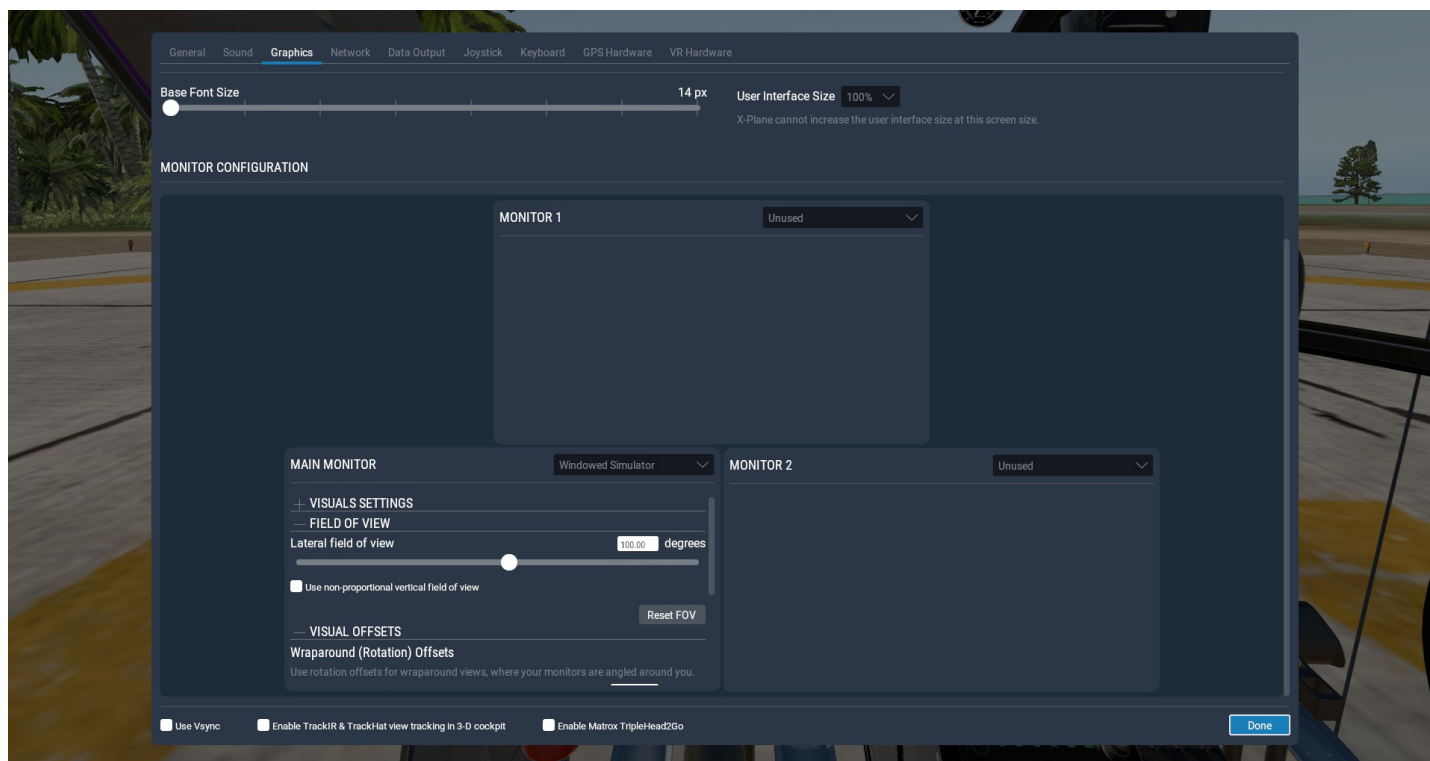 General Sound Graphics Network Data Output Joystick Keyboard GPS Hardware VR Hardware
Base Font Size 14 px
User Interface Size 100%
X-Plane cannot increase the user interface size at this screen size.
MONITOR CONFIGURATION
MONITOR 1 Unused
MAIN MONITOR Windowed Simulator
VISUALS SETTINGS
FIELD OF VIEW
Lateral field of view 100.00 degrees
Use non-proportional vertical field of view
Reset FOV
VISUAL OFFSETS
Wraparound (Rotation) Offsets
Use rotation offsets for wraparound views, where your monitors are angled around you.
MONITOR 2 Unused
Use Vsync Enable TrackIR & TrackHat view tracking in 3-D cockpit Enable Matrox TripleHead2Go Done